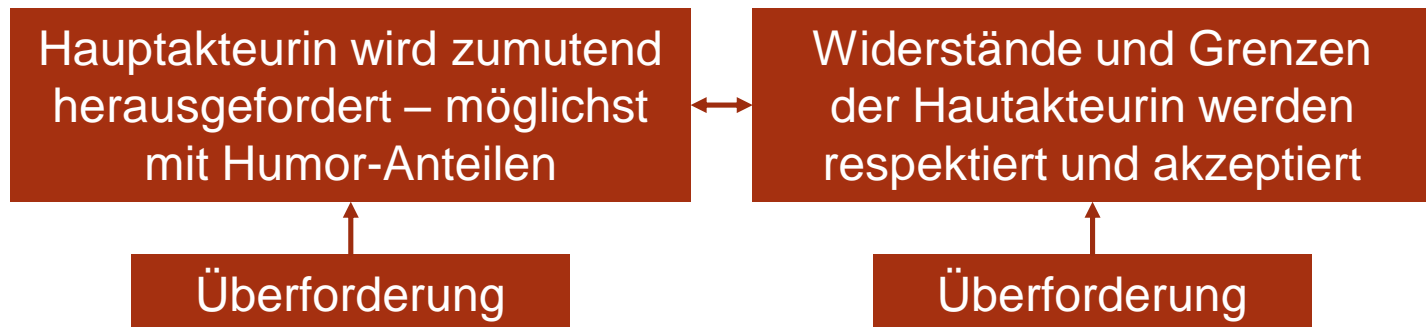 Hauptakteurin wird zumutend
herausgefordert – möglichst
mit Humor-Anteilen
Widerstände und Grenzen
der Hautakteurin werden
respektiert und akzeptiert
Überforderung
Überforderung